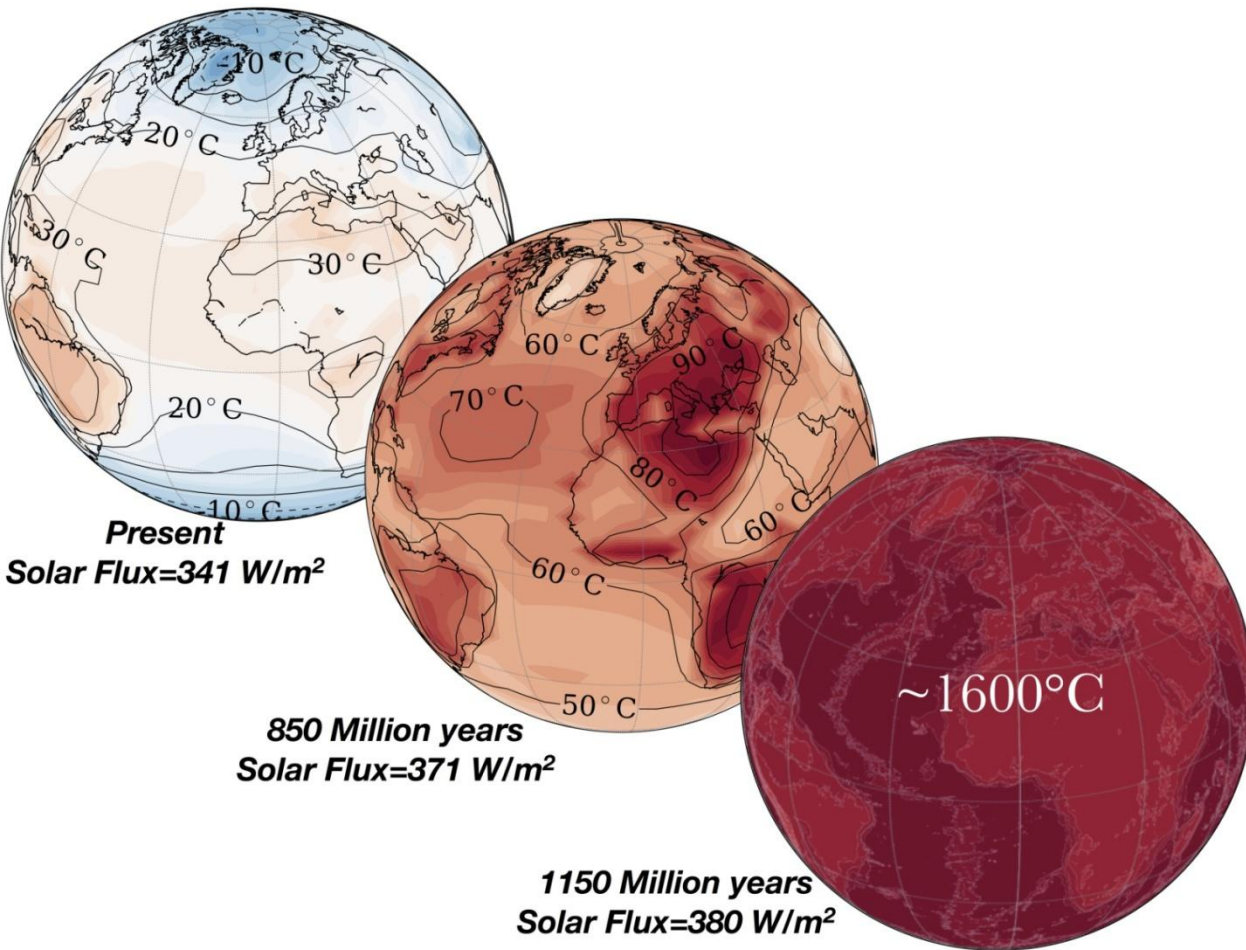 -10°C
20°C
30°C
30°C
20°C
-10°C
Present
Solar Flux=341 W/m²
60°C
90°C
70°C
80°C
60°C
60°C
50°C
850 Million years
Solar Flux=371 W/m²
~1600°C
1150 Million years
Solar Flux=380 W/m²